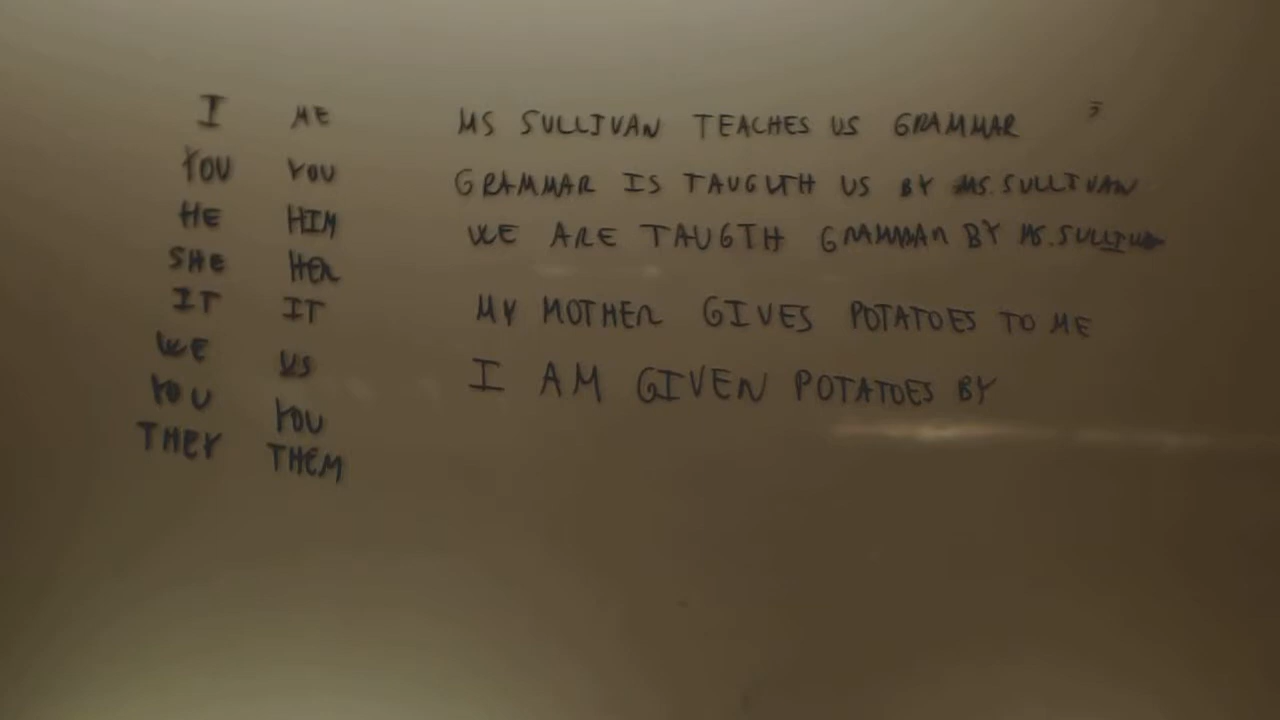 I ME
YOU YOU
HE HIM
SHE HER
IT IT
WE US
YOU YOU
THEY THEM
MS SULLIVAN TEACHES US GRAMMAR
GRAMMAR IS TAUGUTH US BY MS. SULLIVAN
WE ARE TAUGTH GRAMMAR BY MS. SULLIVAN
MY MOTHER GIVES POTATOES TO ME
I AM GIVEN POTATOES BY